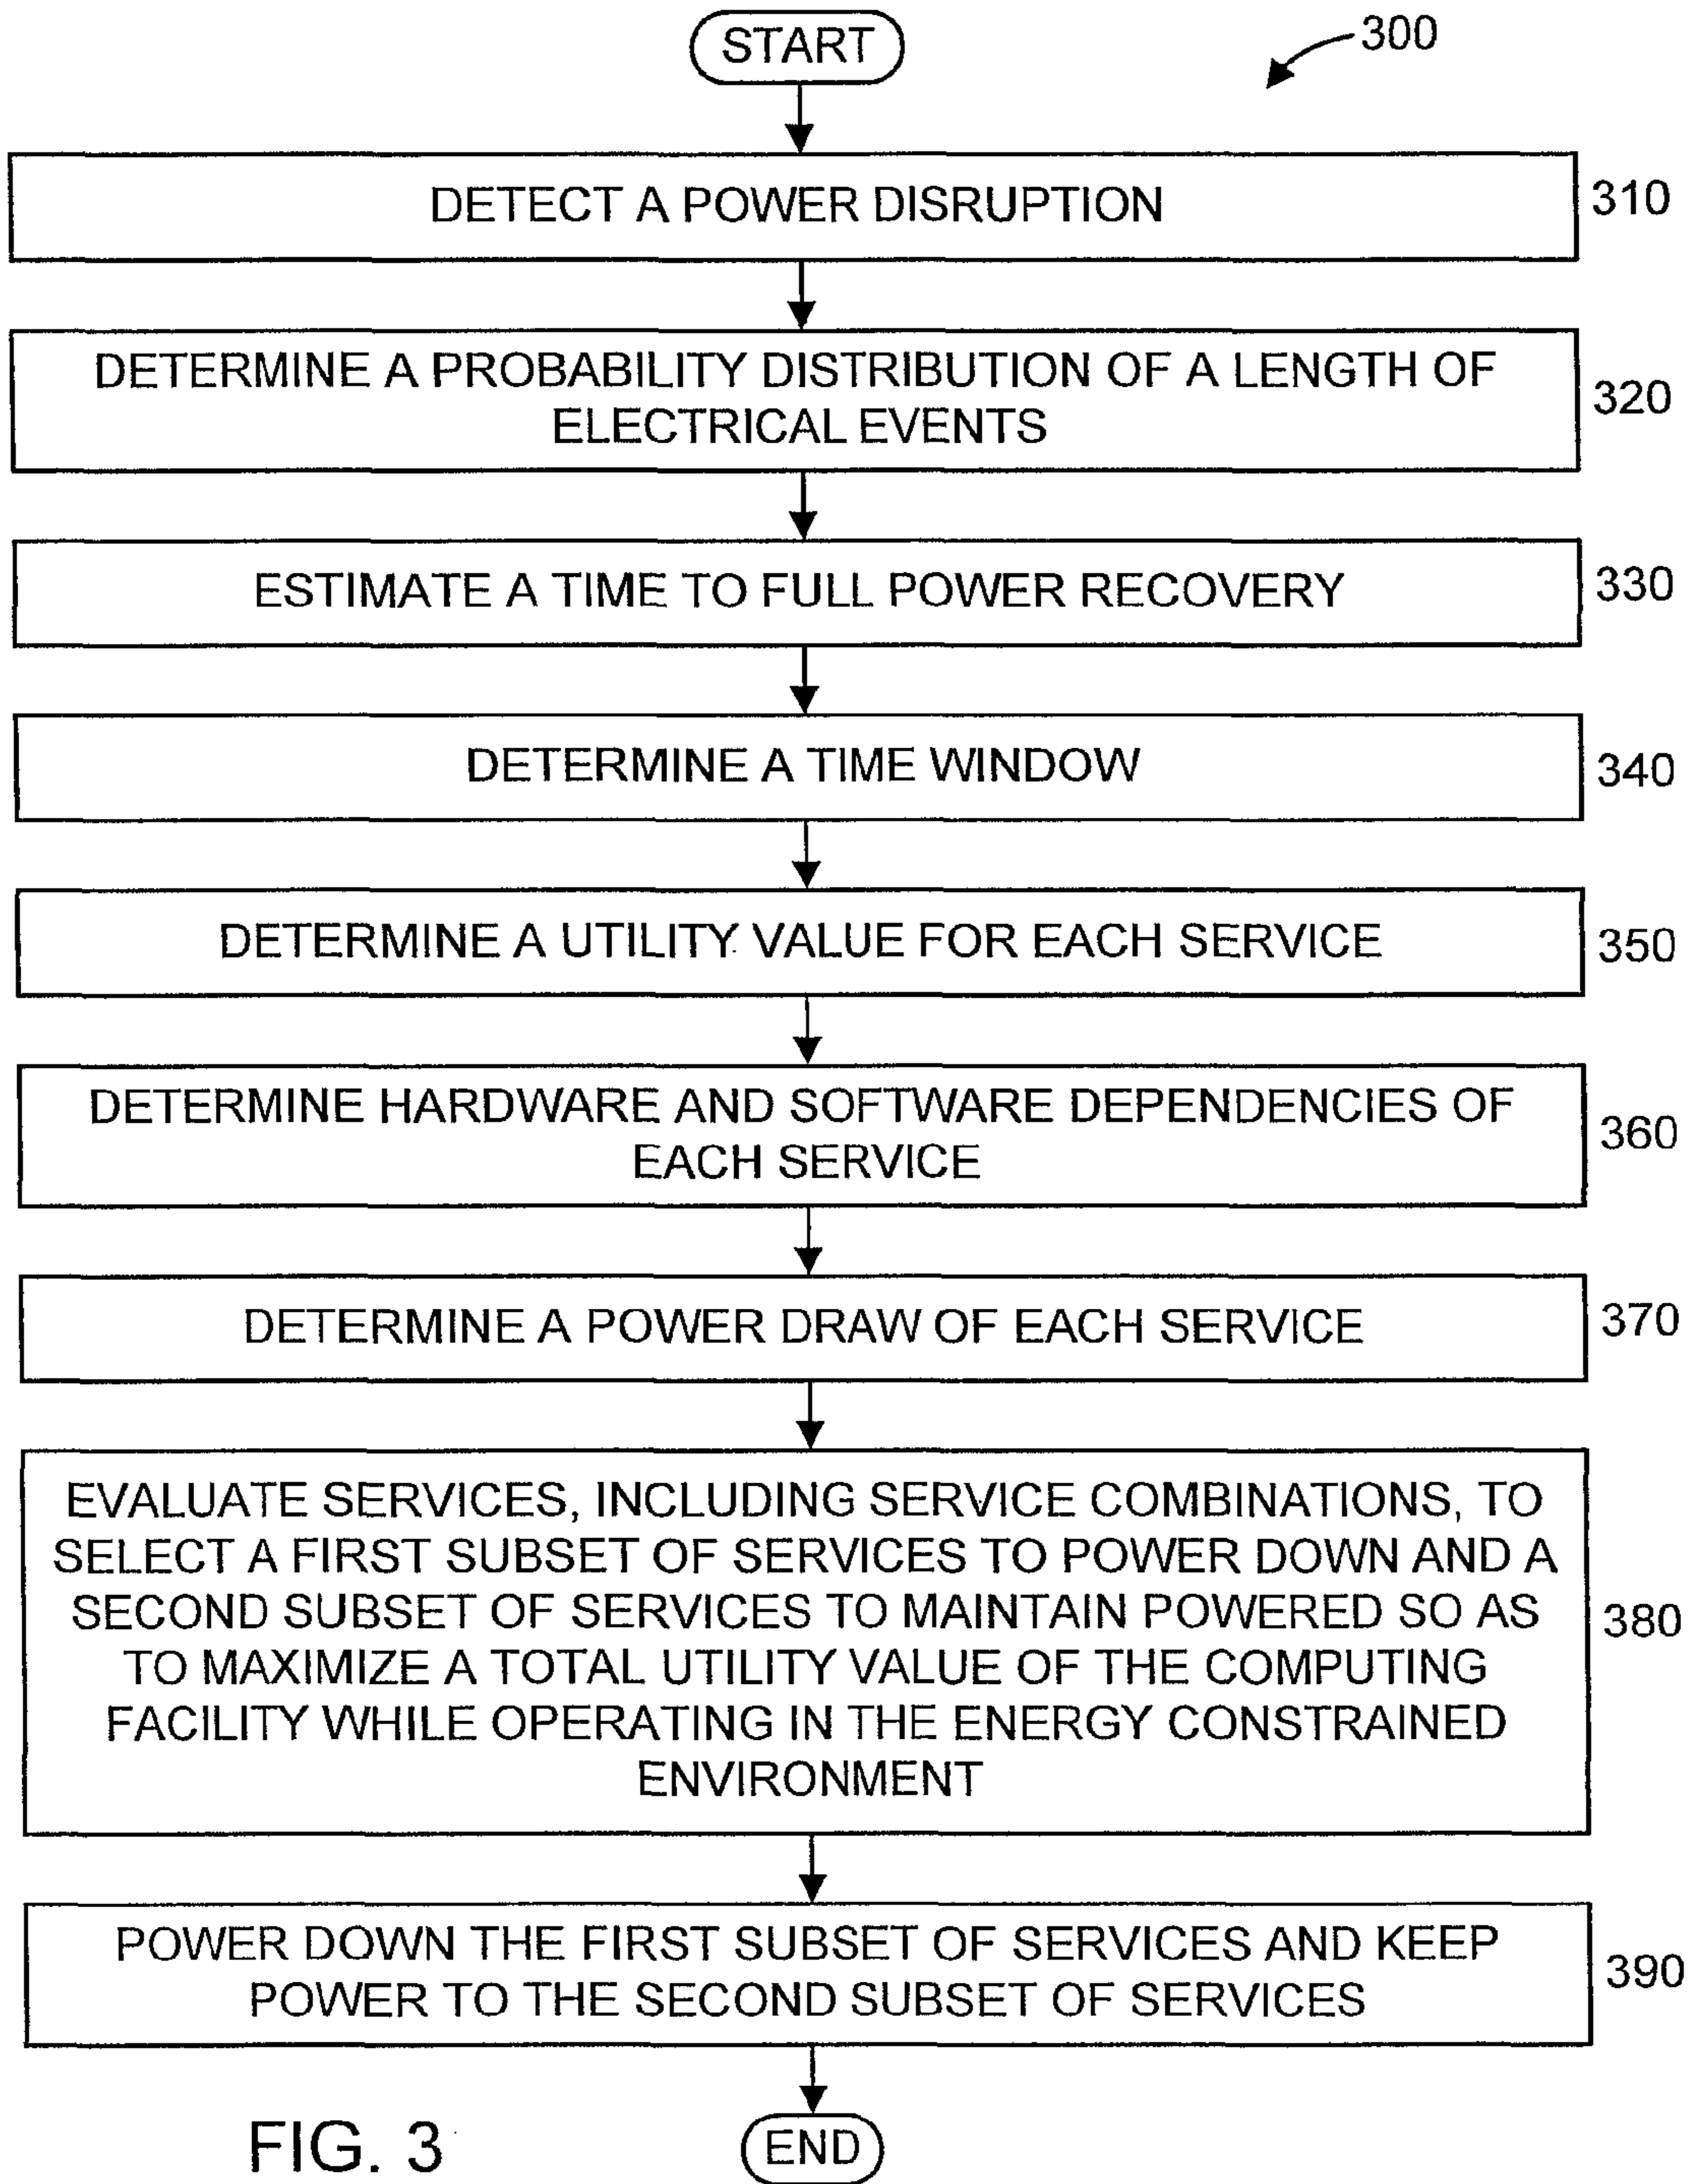 START
300
DETECT A POWER DISRUPTION
310
DETERMINE A PROBABILITY DISTRIBUTION OF A LENGTH OF
ELECTRICAL EVENTS
320
ESTIMATE A TIME TO FULL POWER RECOVERY
330
DETERMINE A TIME WINDOW
340
DETERMINE A UTILITY VALUE FOR EACH SERVICE
350
DETERMINE HARDWARE AND SOFTWARE DEPENDENCIES OF
EACH SERVICE
360
DETERMINE A POWER DRAW OF EACH SERVICE
370
EVALUATE SERVICES, INCLUDING SERVICE COMBINATIONS, TO
SELECT A FIRST SUBSET OF SERVICES TO POWER DOWN AND A
SECOND SUBSET OF SERVICES TO MAINTAIN POWERED SO AS
TO MAXIMIZE A TOTAL UTILITY VALUE OF THE COMPUTING
FACILITY WHILE OPERATING IN THE ENERGY CONSTRAINED
ENVIRONMENT
380
POWER DOWN THE FIRST SUBSET OF SERVICES AND KEEP
POWER TO THE SECOND SUBSET OF SERVICES
390
END
FIG. 3